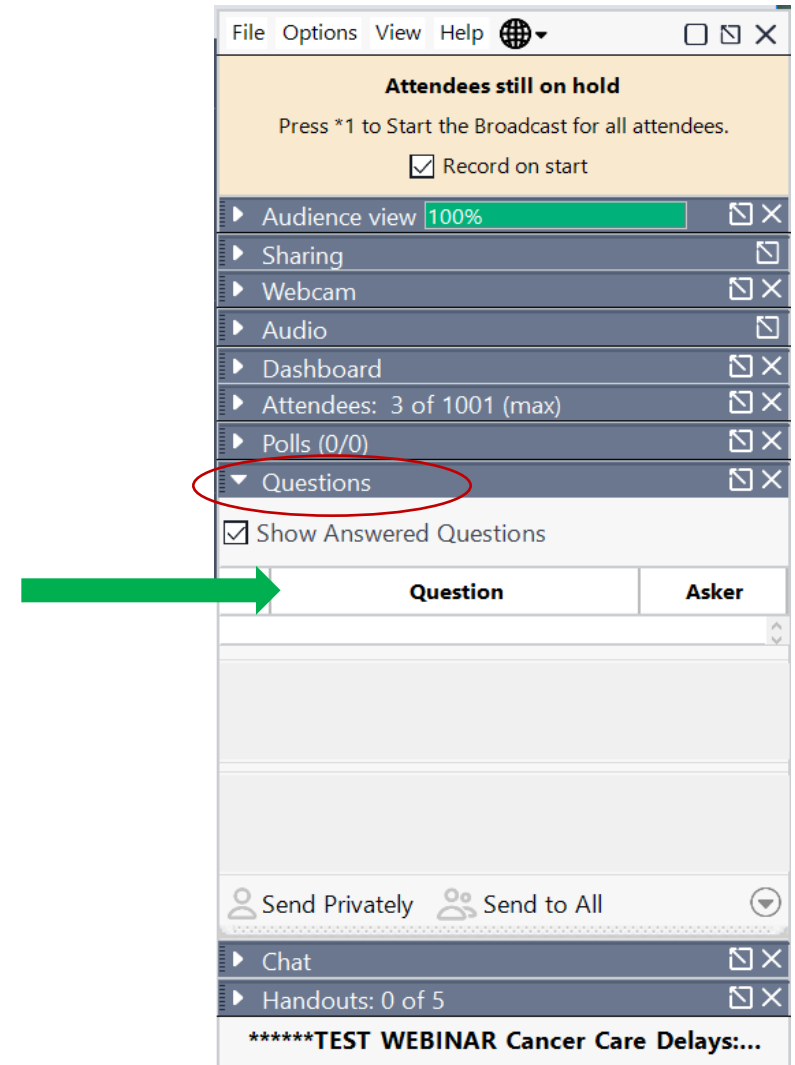 File Options View Help
Attendees still on hold
Press *1 to Start the Broadcast for all attendees.
Record on start
Audience view 100%
Sharing
Webcam
Audio
Dashboard
Attendees: 3 of 1001 (max)
Polls (0/0)
Questions
Show Answered Questions
Question Asker
Send Privately Send to All
Chat
Handouts: 0 of 5
******TEST WEBINAR Cancer Care Delays:...